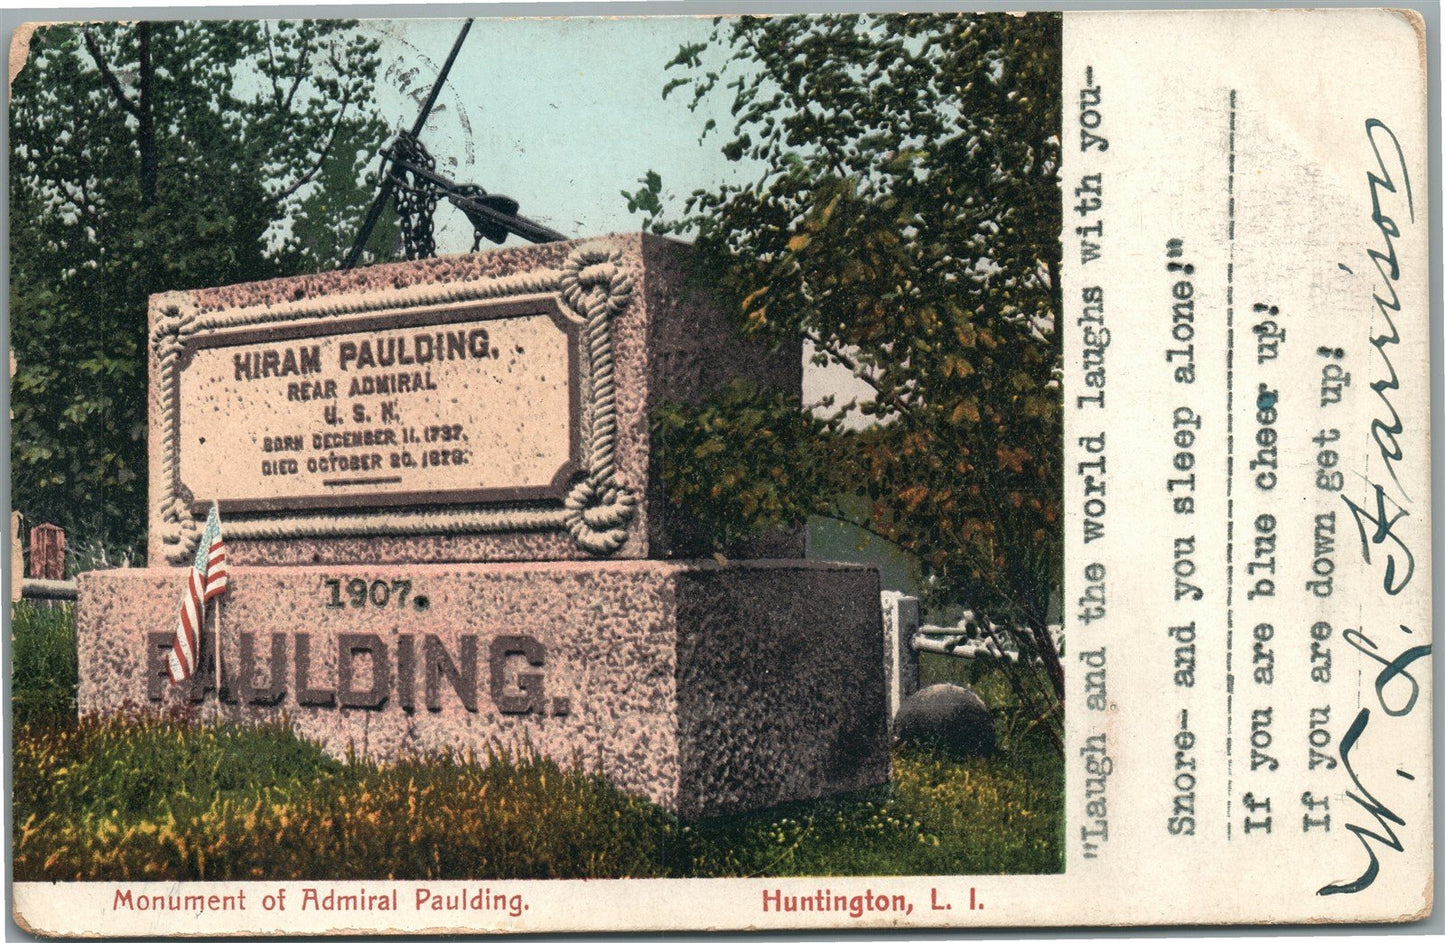 HIRAM PAULDING.
REAR ADMIRAL
U. S. N.
BORN DECEMBER 11. 1797.
DIED OCTOBER 20. 1878.
1907.
PAULDING.
Monument of Admiral Paulding. Huntington, L. I.
"Laugh and the world laughs with you-
Snore- and you sleep alone!"
If you are blue cheer up!
If you are down get up!
W. L. Harrison